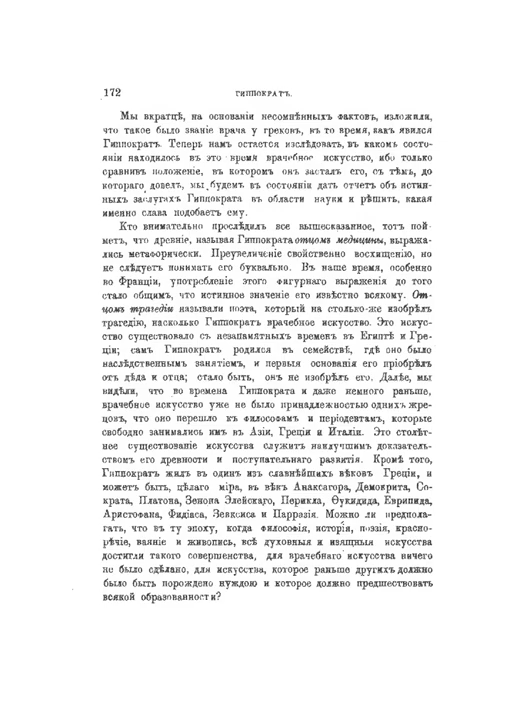 172
ГИППОКРАТЪ.
Мы вкратцѣ, на основаніи несомнѣнныхъ фактовъ, изложили,
что такое было званіе врача у грековъ, въ то время, какъ явился
Гиппократъ. Теперь намъ остается изслѣдовать, въ какомъ состо-
яніи находилось въ это время врачебное искусство, ибо только
сравнивъ положеніе, въ которомъ онъ засталъ его, съ тѣмъ, до
котораго довелъ, мы будемъ въ состояніи дать отчетъ объ истин-
ныхъ заслугахъ Гиппократа въ области науки и рѣшить, какая
именно слава подобаетъ ему.
Кто внимательно прослѣдилъ все вышесказанное, тотъ пой-
метъ, что древніе, называя Гиппократа отцомъ медицины, выража-
лись метафорически. Преувеличеніе свойственно восхищенію, но
не слѣдуетъ понимать его буквально. Въ наше время, особенно
во Франціи, употребленіе этого фигурнаго выраженія до того
стало общимъ, что истинное значеніе его извѣстно всякому. От-
цомъ трагедіи называли поэта, который на столько-же изобрѣлъ
трагедію, насколько Гиппократъ врачебное искусство. Это искус-
ство существовало съ незапамятныхъ временъ въ Египтѣ и Гре-
ціи; самъ Гиппократъ родился въ семействѣ, гдѣ оно было
наслѣдственнымъ занятіемъ, и первыя основанія его пріобрѣлъ
отъ дѣда и отца; стало быть, онъ не изобрѣлъ его. Далѣе, мы
видѣли, что во времена Гиппократа и даже немного раньше,
врачебное искусство уже не было принадлежностью однихъ жре-
цовъ, что оно перешло къ философамъ и періодевтамъ, которые
свободно занимались имъ въ Азіи, Греціи и Италіи. Это столѣт-
нее существованіе искусства служитъ наилучшимъ доказатель-
ствомъ его древности и поступательнаго развитія. Кромѣ того,
Гиппократъ жилъ въ одинъ изъ славнѣйшихъ вѣковъ Греціи, и
можетъ быть, цѣлаго міра, въ вѣкъ Анаксагора, Демокрита, Со-
крата, Платона, Зенона Элейскаго, Перикла, Ѳукидида, Еврипида,
Аристофана, Фидіаса, Зевксиса и Парразія. Можно ли предпола-
гать, что въ ту эпоху, когда философія, исторія, поэзія, красно-
рѣчіе, ваяніе и живопись, всѣ духовныя и изящныя искусства
достигли такого совершенства, для врачебнаго искусства ничего
не было сдѣлано, для искусства, которое раньше другихъ должно
было быть порождено нуждою и которое должно предшествовать
всякой образованности?